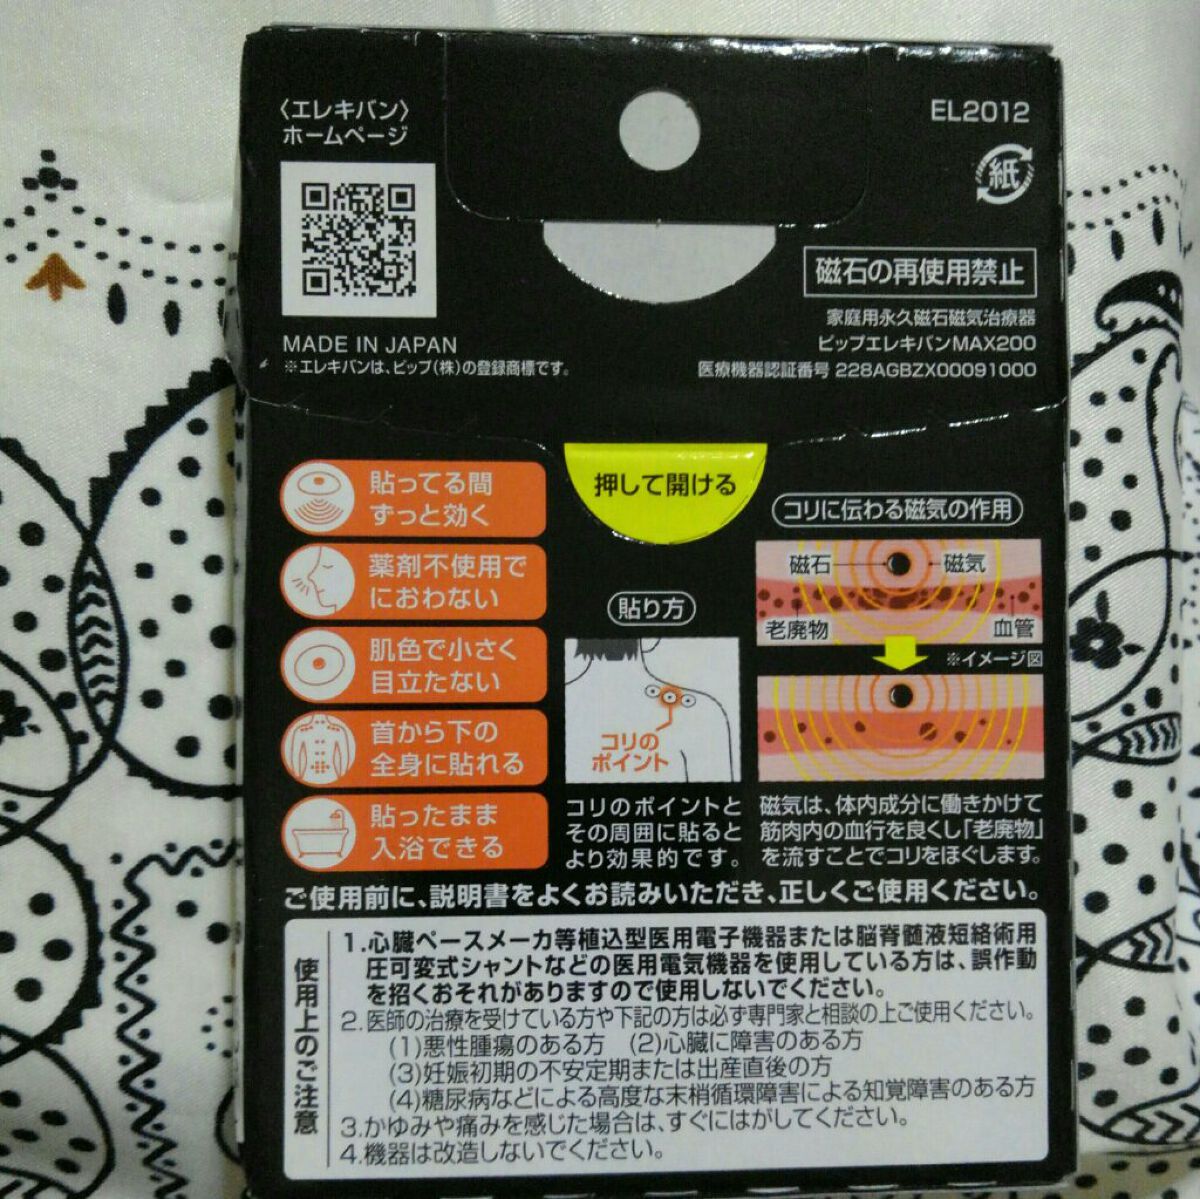 〈エレキバン〉
ホームページ
EL2012
紙
磁石の再使用禁止
家庭用永久磁石磁気治療器
ピップエレキバンMAX200
医療機器認証番号 228AGBZX00091000
MADE IN JAPAN
※エレキバンは、ピップ(株)の登録商標です。
押して開ける
貼ってる間
ずっと効く
薬剤不使用で
におわない
肌色で小さく
目立たない
首から下の
全身に貼れる
貼ったまま
入浴できる
貼り方
コリの
ポイント
コリのポイントと
その周囲に貼ると
より効果的です。
コリに伝わる磁気の作用
磁石
磁気
老廃物
血管
※イメージ図
磁気は、体内成分に働きかけて
筋肉内の血行を良くし「老廃物」
を流すことでコリをほぐします。
ご使用前に、説明書をよくお読みいただき、正しくご使用ください。
使用上のご注意
1.心臓ペースメーカ等植込型医用電子機器または脳脊髄液短絡術用
圧可変式シャントなどの医用電気機器を使用している方は、誤作動
を招くおそれがありますので使用しないでください。
2.医師の治療を受けている方や下記の方は必ず専門家と相談の上ご使用ください。
(1)悪性腫瘍のある方 (2)心臓に障害のある方
(3)妊娠初期の不安定期または出産直後の方
(4)糖尿病などによる高度な末梢循環障害による知覚障害のある方
3.かゆみや痛みを感じた場合は、すぐにはがしてください。
4.機器は改造しないでください。